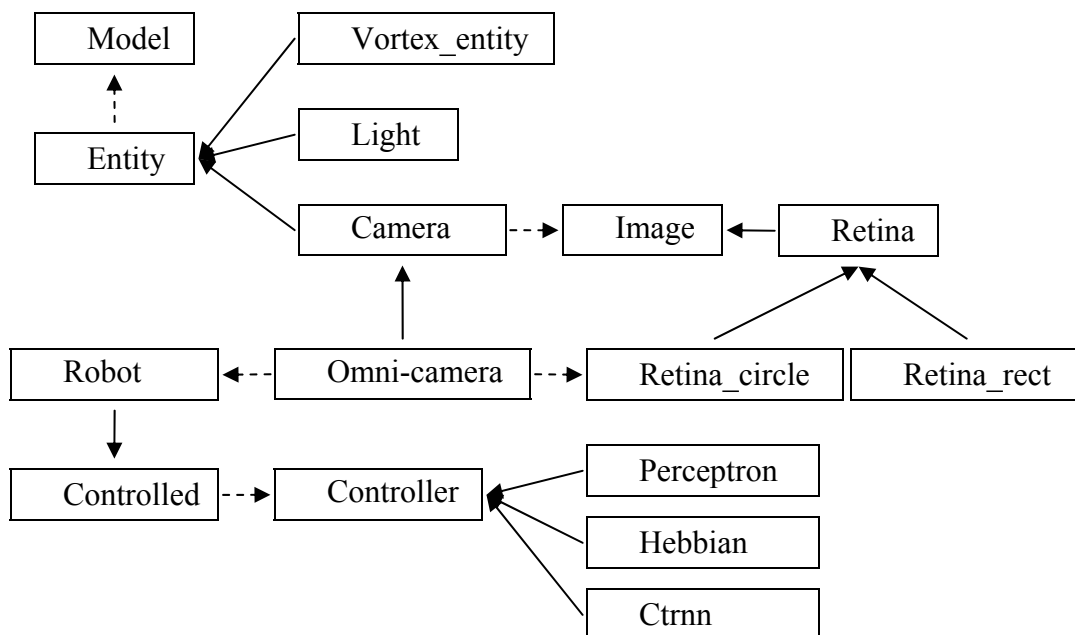 Model
Vortex_entity
Entity
Light
Camera
Image
Retina
Robot
Omni-camera
Retina_circle
Retina_rect
Controlled
Controller
Perceptron
Hebbian
Ctrnn